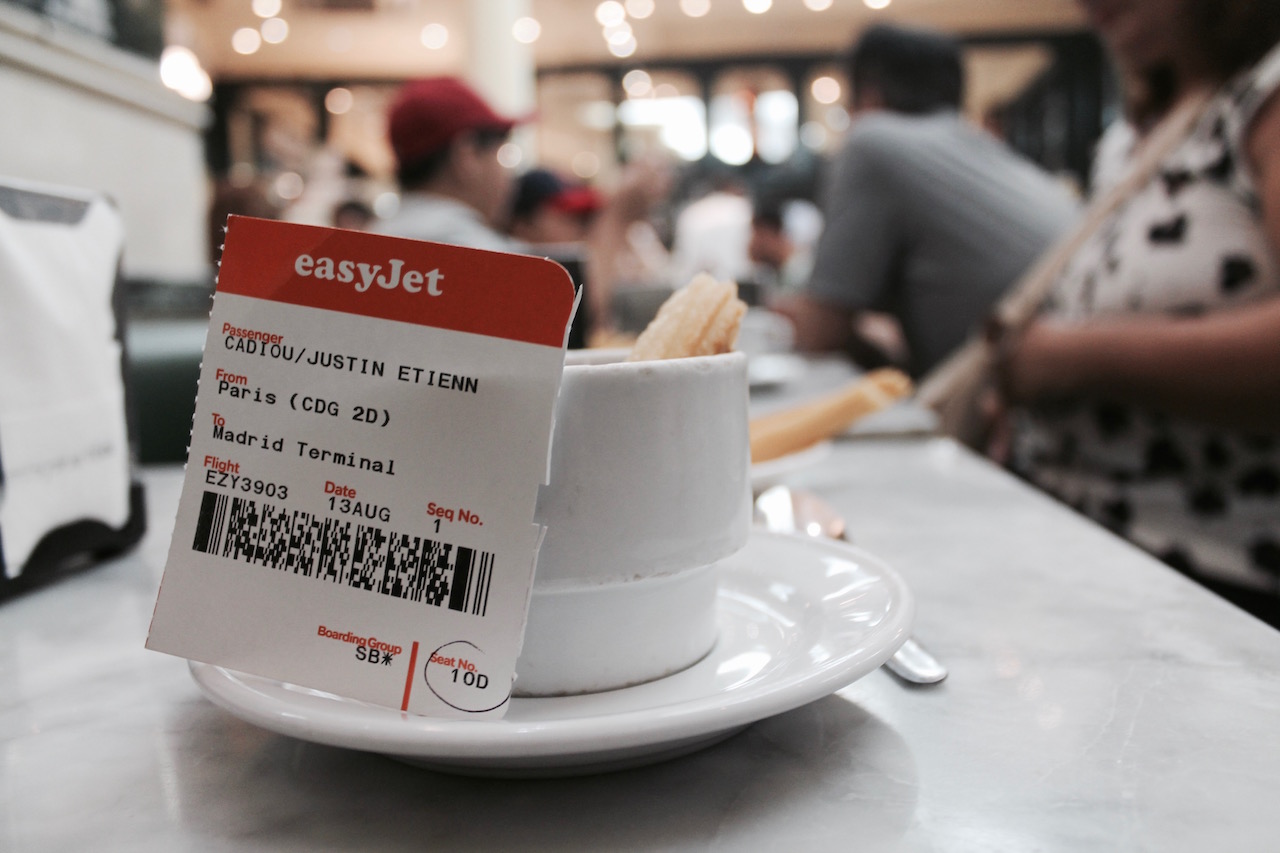 easyJet
Passenger
CADIOU/JUSTIN ETIENN
From
Paris (CDG 2D)
To
Madrid Terminal
Flight Date Seq No.
EZY3903 13AUG 1
Boarding Group Seat No.
SB* 10D